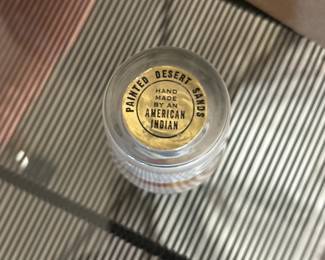 PAINTED DESERT SANDS
HAND
MADE
BY AN
AMERICAN
INDIAN